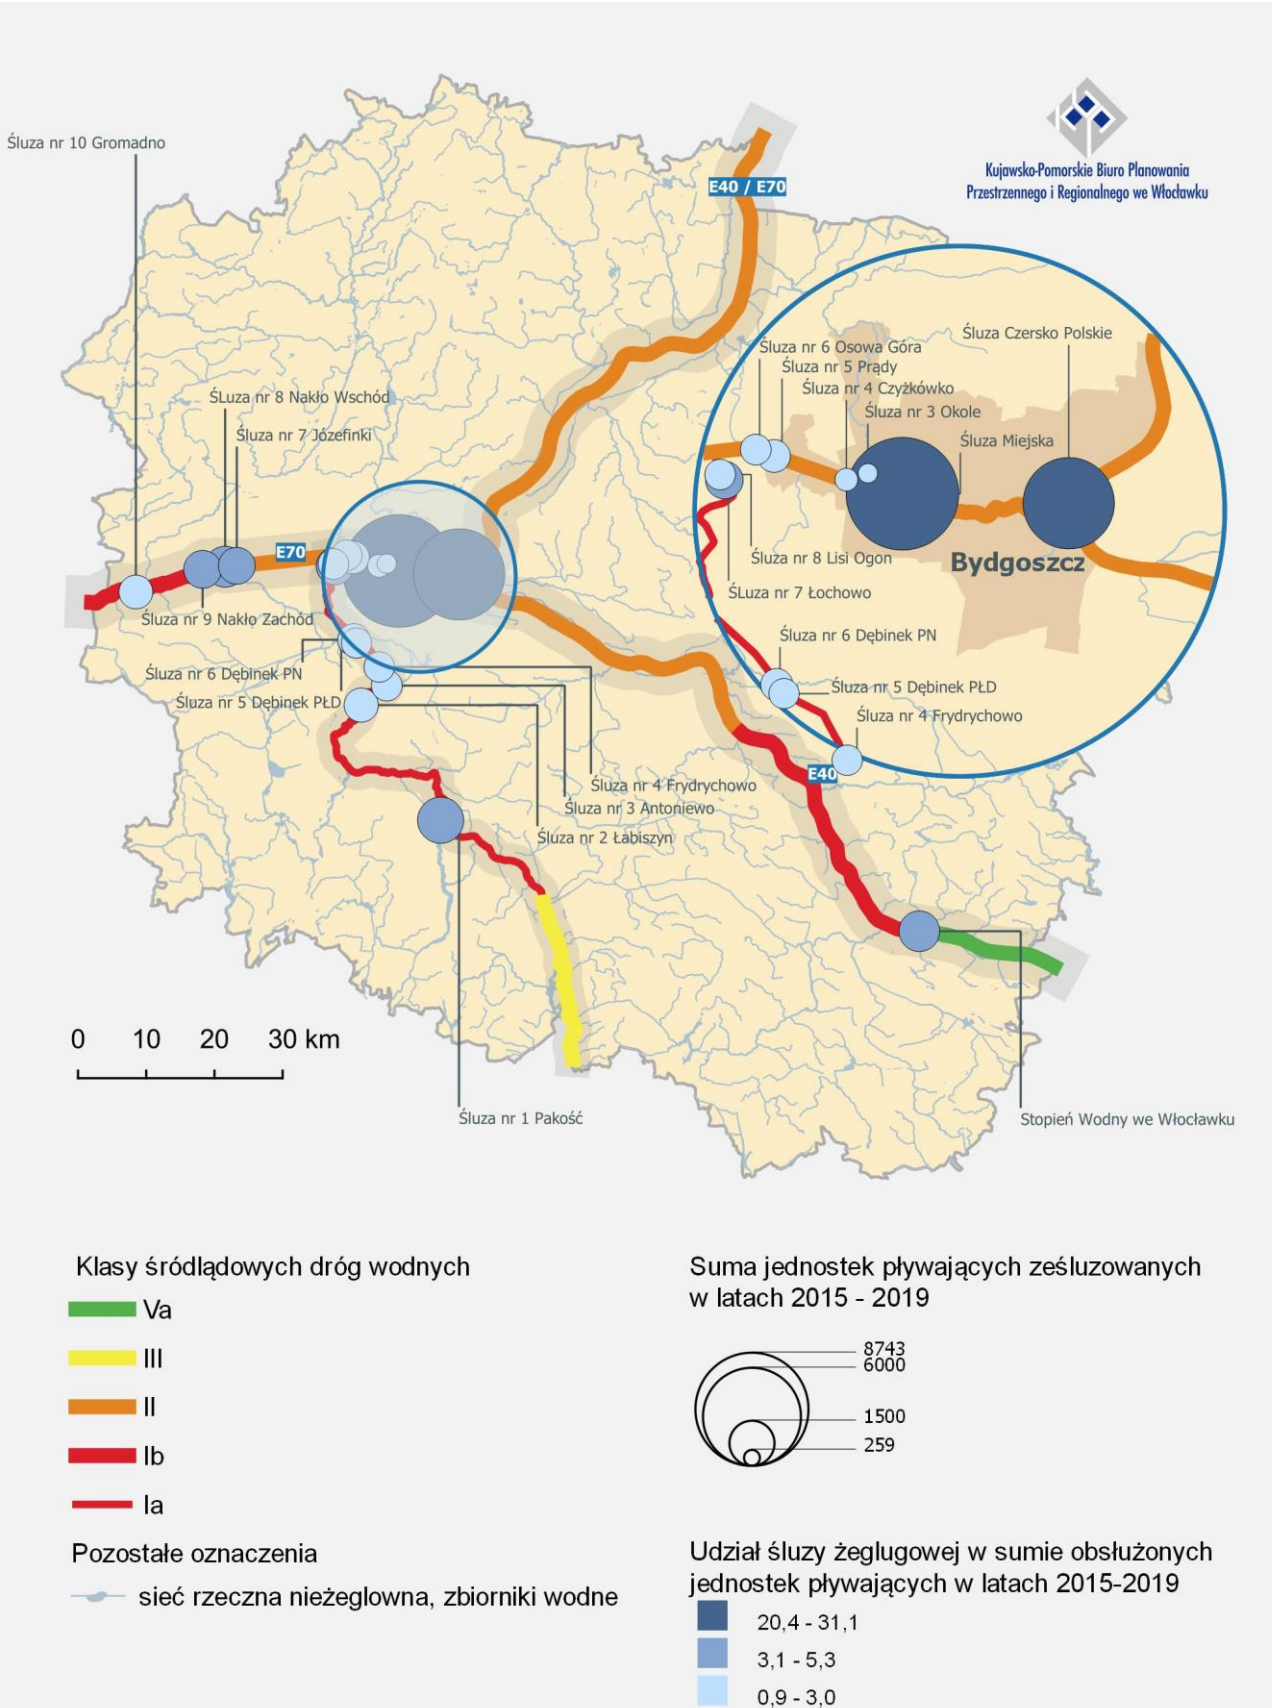 Śluza nr 10 Gromadno
E40 / E70
Kujawsko-Pomorskie Biuro Planowania
Przestrzennego i Regionalnego we Włocławku
Śluza nr 6 Osowa Góra
Śluza nr 5 Prądy
Śluza nr 4 Czyżkówko
Śluza nr 3 Okole
Śluza Miejska
Śluza Czersko Polskie
ŚLuza nr 8 Nakło Wschód
Śluza nr 7 Józefinki
E70
Śluza nr 9 Nakło Zachód
Śluza nr 6 Dębinek PN
Śluza nr 5 Dębinek PŁD
Śluza nr 8 Lisi Ogon
Bydgoszcz
ŚLuza nr 7 Łochowo
Śluza nr 6 Dębinek PN
Śluza nr 5 Dębinek PŁD
Śluza nr 4 Frydrychowo
E40
Śluza nr 4 Frydrychowo
Śluza nr 3 Antoniewo
Śluza nr 2 Łabiszyn
0 10 20 30 km
Śluza nr 1 Pakość
Stopień Wodny we Włocławku
Klasy śródlądowych dróg wodnych
Va
III
II
Ib
Ia
Pozostałe oznaczenia
sieć rzeczna nieżeglowna, zbiorniki wodne
Suma jednostek pływających ześluzowanych
w latach 2015 - 2019
8743
6000
1500
259
Udział śluzy żeglugowej w sumie obsłużonych
jednostek pływających w latach 2015-2019
20,4 - 31,1
3,1 - 5,3
0,9 - 3,0